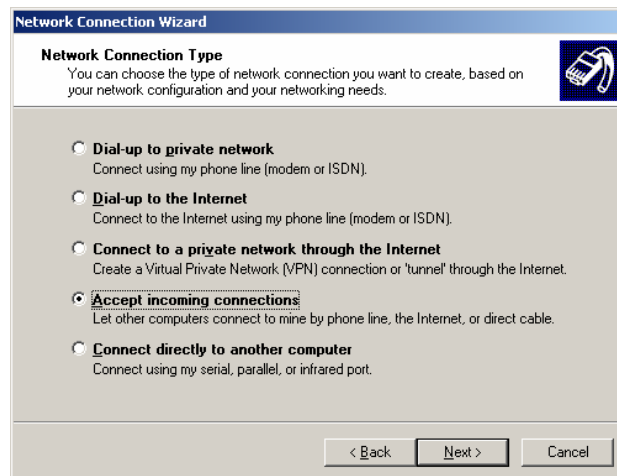 Network Connection Wizard
Network Connection Type
You can choose the type of network connection you want to create, based on
your network configuration and your networking needs.
Dial-up to private network
Connect using my phone line (modem or ISDN).
Dial-up to the Internet
Connect to the Internet using my phone line (modem or ISDN).
Connect to a private network through the Internet
Create a Virtual Private Network (VPN) connection or 'tunnel' through the Internet.
Accept incoming connections
Let other computers connect to mine by phone line, the Internet, or direct cable.
Connect directly to another computer
Connect using my serial, parallel, or infrared port.
< Back Next > Cancel